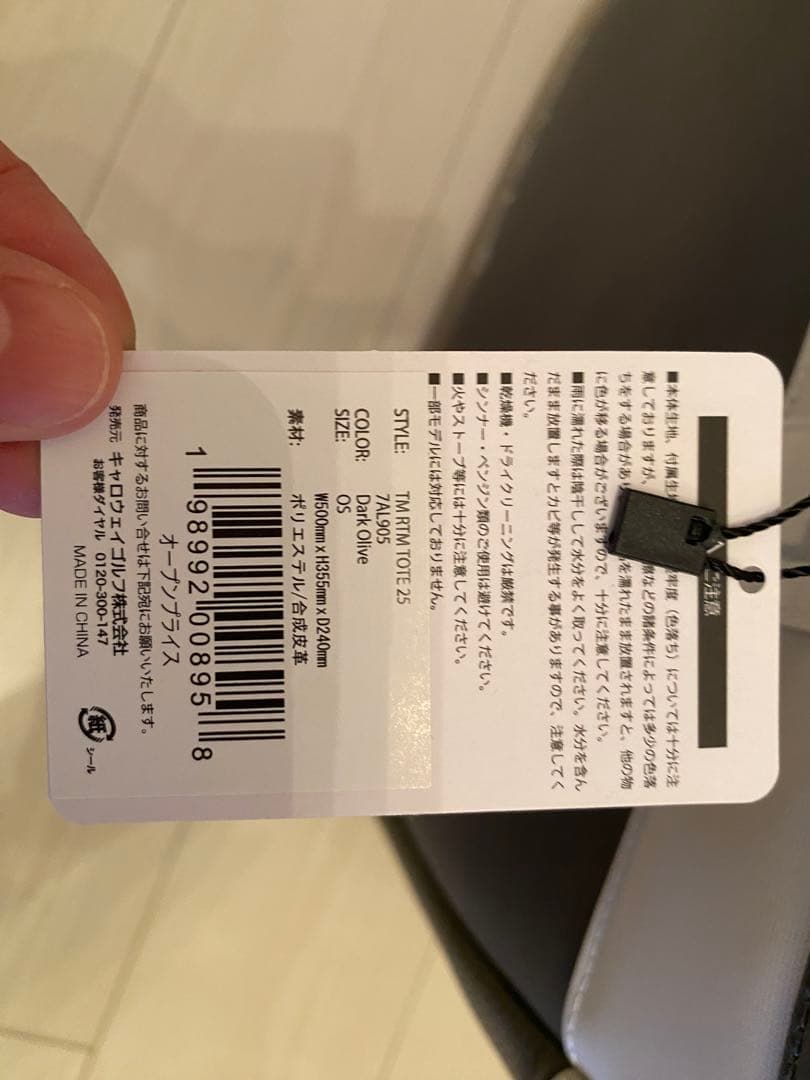 ご注意
■本体生地、付属生
牢度（色落ち）については十分に注
意しておりますが、
擦などの諸条件によっては多少の色落
ちをする場合があ
を濡れたまま放置されますと、他の物
に色が移る場合がございますので、十分に注意してください。
■雨に濡れた際は陰干しして水分をよく取ってください。水分を含ん
だまま放置しますとカビ等が発生する事がありますので、注意してく
ださい。
■乾燥機・ドライクリーニングは厳禁です。
■シンナー・ベンジン類のご使用は避けてください。
■火やストーブ等には十分に注意してください。
■一部モデルには対応しておりません。
STYLE: TM RTM TOTE 25
7AL905
COLOR: Dark Olive
SIZE: OS
W500mm x H355mm x D240mm
素材: ポリエステル/合成皮革
1 98992 00895 8
オープンプライス
商品に対するお問い合せは下記宛にお願いいたします。
発売元 キャロウェイゴルフ株式会社
お客様ダイヤル 0120-300-147
MADE IN CHINA
紙
シール